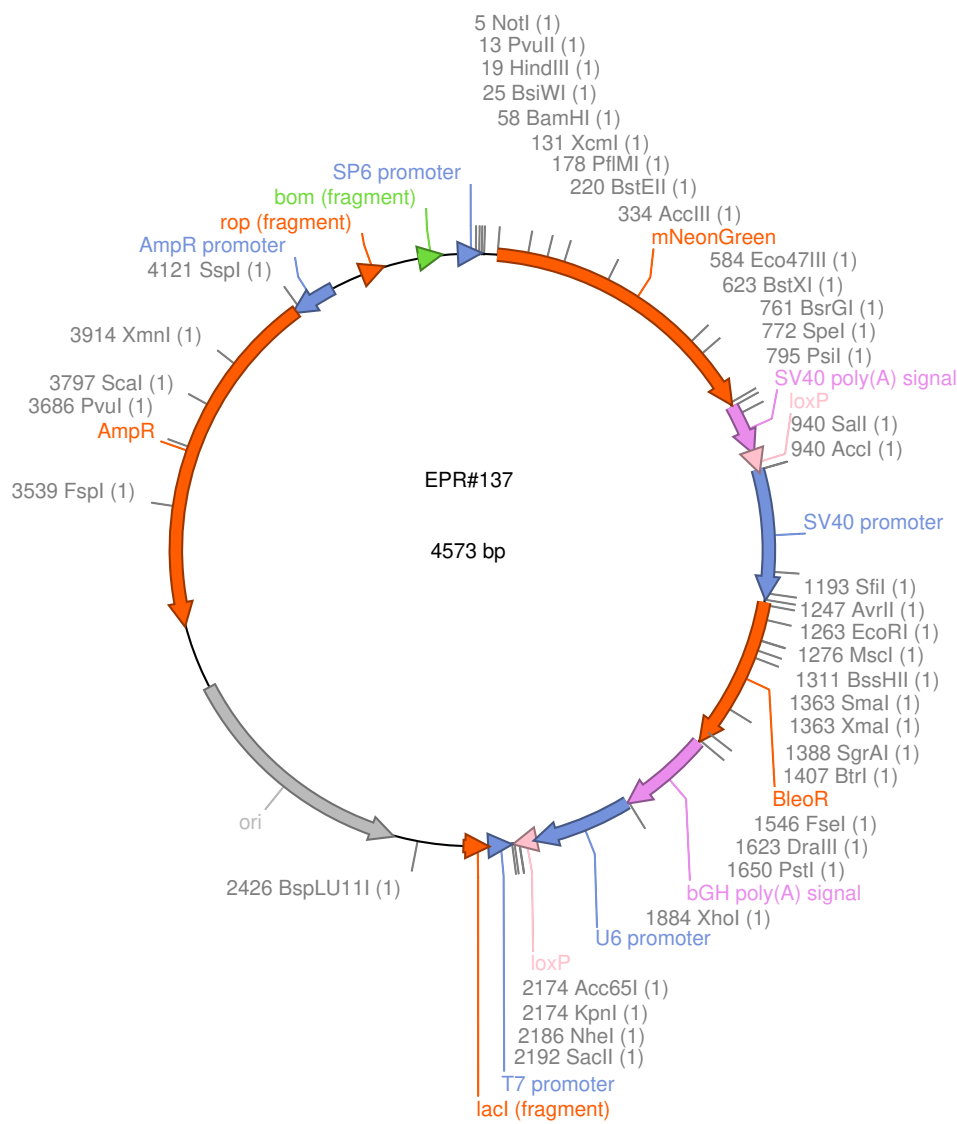 5 NotI (1)
13 PvuII (1)
19 HindIII (1)
25 BsiWI (1)
58 BamHI (1)
131 XcmI (1)
178 PflMI (1)
220 BstEII (1)
334 AccIII (1)
mNeonGreen
584 Eco47III (1)
623 BstXI (1)
761 BsrGI (1)
772 SpeI (1)
795 PsiI (1)
SV40 poly(A) signal
loxP
940 SalI (1)
940 AccI (1)
SV40 promoter
1193 SfiI (1)
1247 AvrII (1)
1263 EcoRI (1)
1276 MscI (1)
1311 BssHII (1)
1363 SmaI (1)
1363 XmaI (1)
1388 SgrAI (1)
1407 BtrI (1)
BleoR
1546 FseI (1)
1623 DraIII (1)
1650 PstI (1)
bGH poly(A) signal
1884 XhoI (1)
U6 promoter
loxP
2174 Acc65I (1)
2174 KpnI (1)
2186 NheI (1)
2192 SacII (1)
T7 promoter
lacI (fragment)
2426 BspLU11I (1)
ori
3539 FspI (1)
AmpR
3686 PvuI (1)
3797 ScaI (1)
3914 XmnI (1)
4121 SspI (1)
AmpR promoter
rop (fragment)
bom (fragment)
SP6 promoter
EPR#137
4573 bp